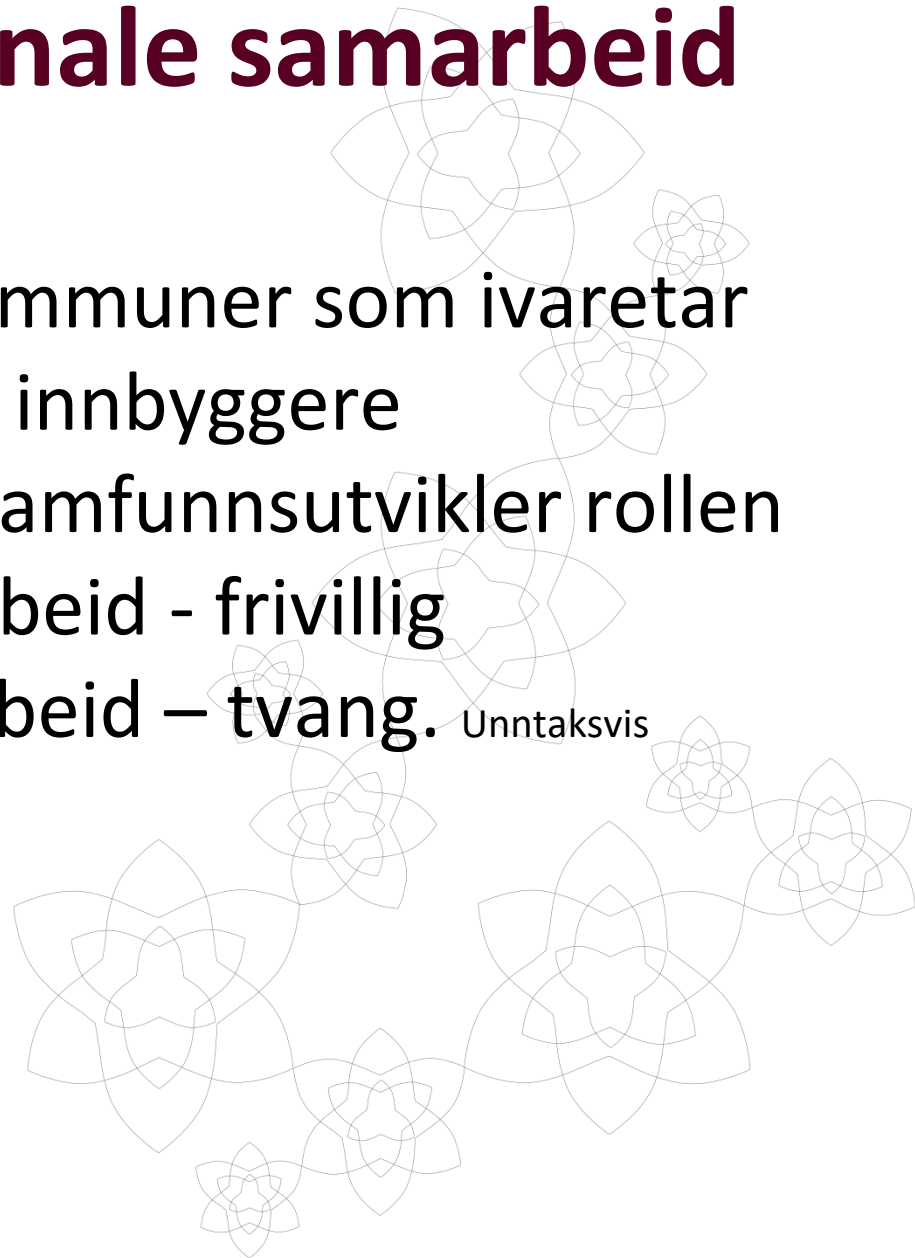 nale samarbeid
mmuner som ivaretar
innbyggere
amfunnsutvikler rollen
beid - frivillig
beid – tvang. Unntaksvis